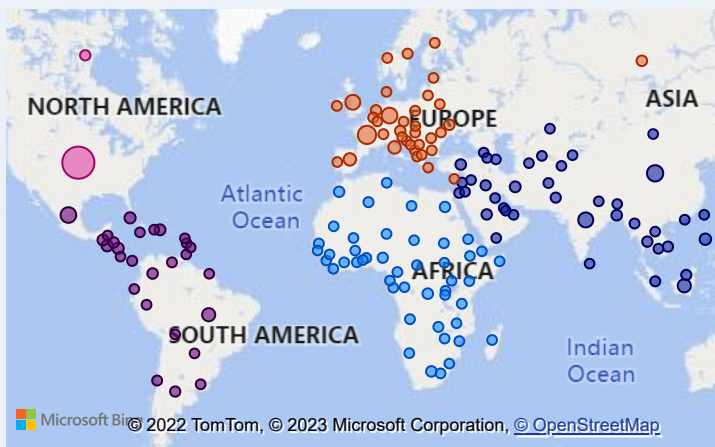 NORTH AMERICA
EUROPE
ASIA
Atlantic
Ocean
AFRICA
SOUTH AMERICA
Indian
Ocean
Microsoft Bing
© 2022 TomTom, © 2023 Microsoft Corporation, © OpenStreetMap